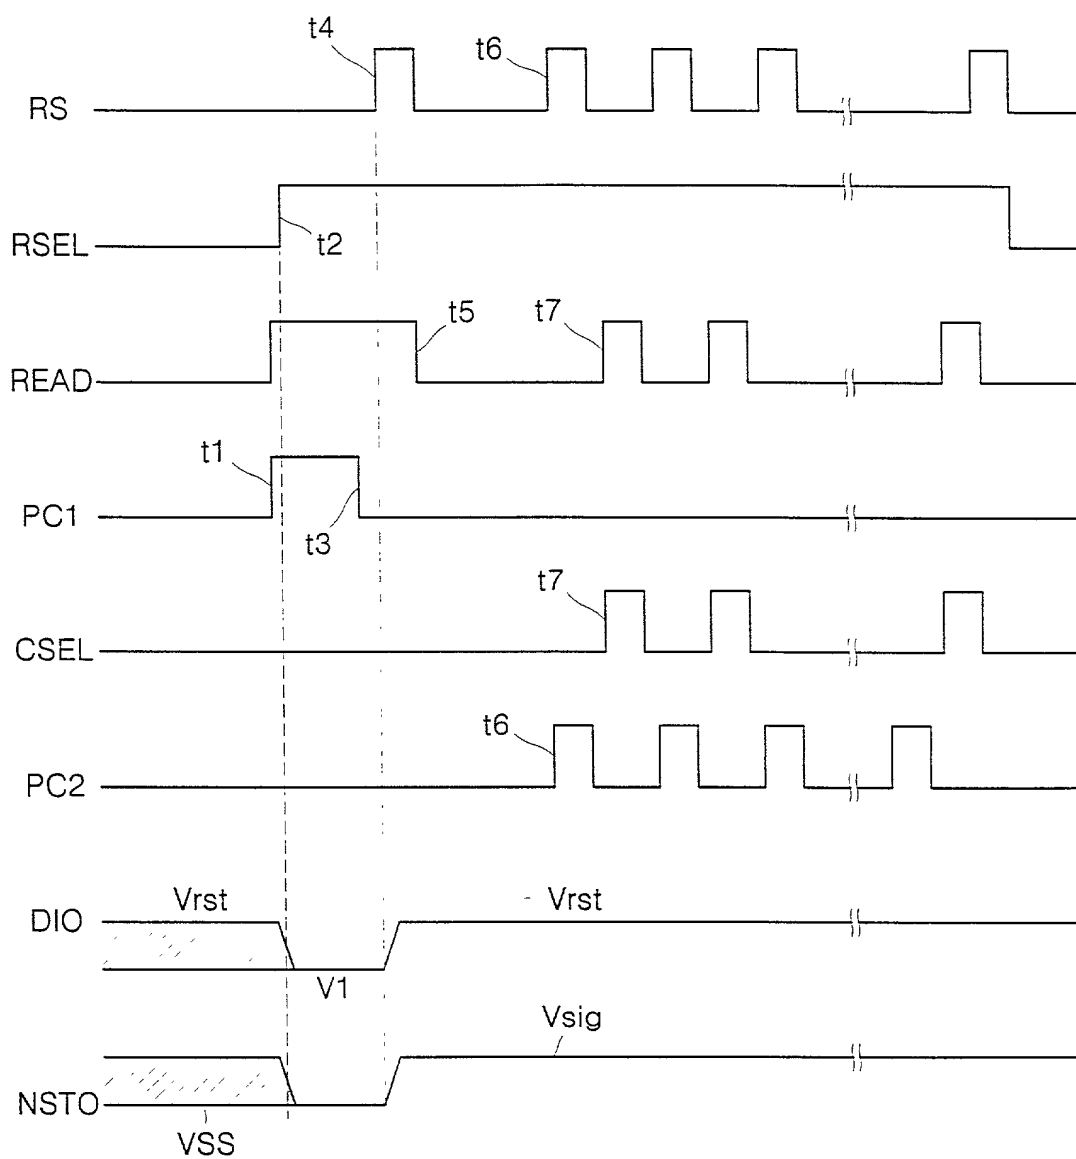 t4
t6
RS
RSEL
t2
READ
t5
t7
PC1
t1
t3
CSEL
t7
PC2
t6
DIO
Vrst
Vrst
V1
NSTO
Vsig
VSS